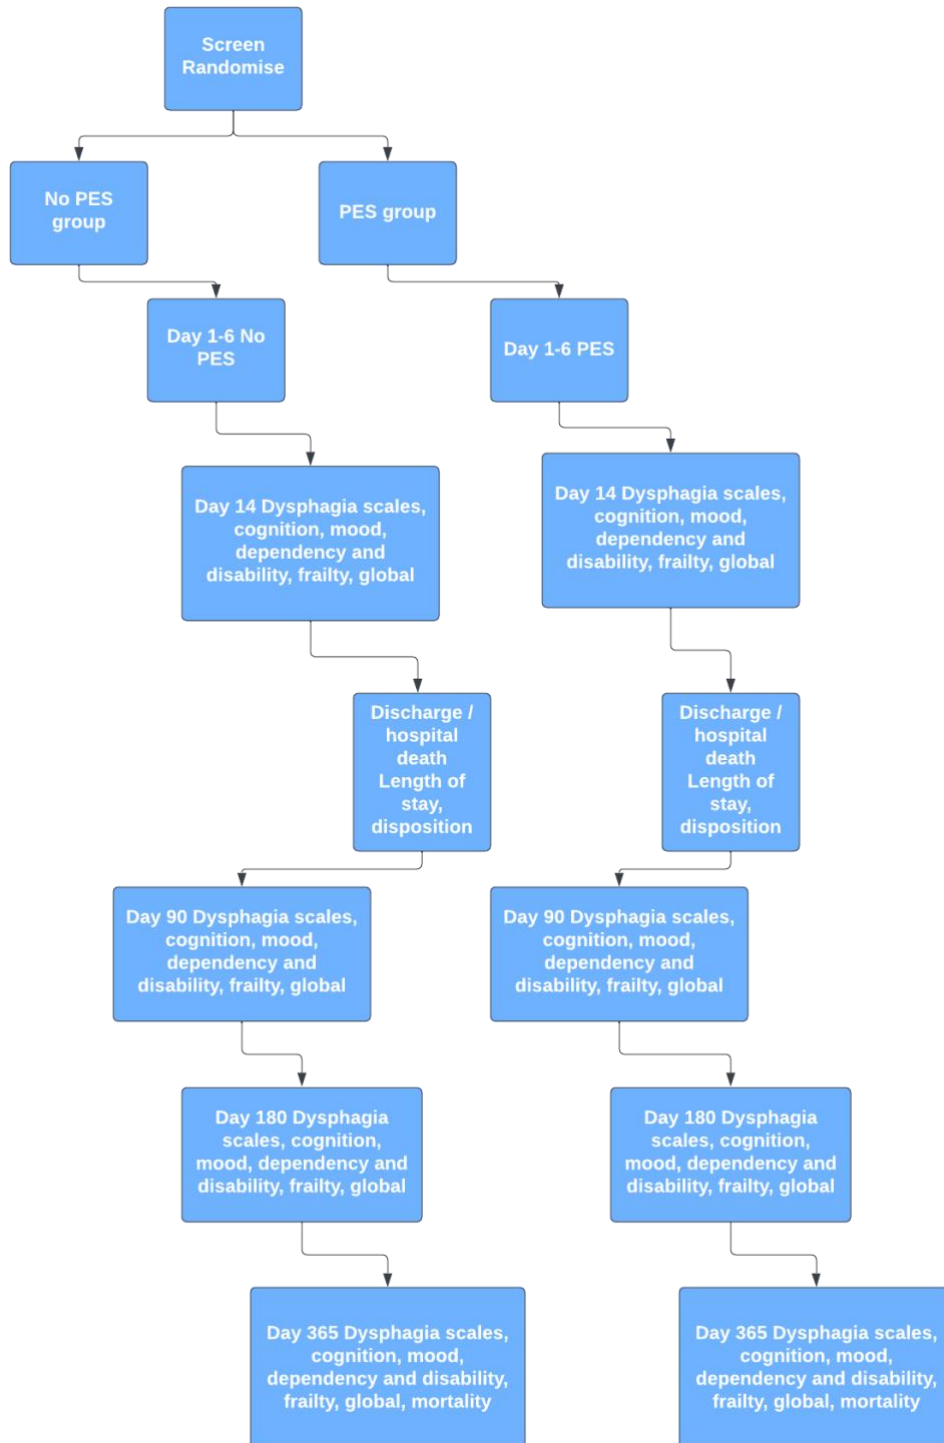 Screen
Randomise
No PES
group
PES group
Day 1-6 No
PES
Day 1-6 PES
Day 14 Dysphagia scales,
cognition, mood,
dependency and
disability, frailty, global
Day 14 Dysphagia scales,
cognition, mood,
dependency and
disability, frailty, global
Discharge /
hospital
death
Length of
stay,
disposition
Discharge /
hospital
death
Length of
stay,
disposition
Day 90 Dysphagia scales,
cognition, mood,
dependency and
disability, frailty, global
Day 90 Dysphagia scales,
cognition, mood,
dependency and
disability, frailty, global
Day 180 Dysphagia
scales, cognition,
mood, dependency and
disability, frailty, global
Day 180 Dysphagia
scales, cognition,
mood, dependency and
disability, frailty, global
Day 365 Dysphagia scales,
cognition, mood,
dependency and disability,
frailty, global, mortality
Day 365 Dysphagia scales,
cognition, mood,
dependency and disability,
frailty, global, mortality